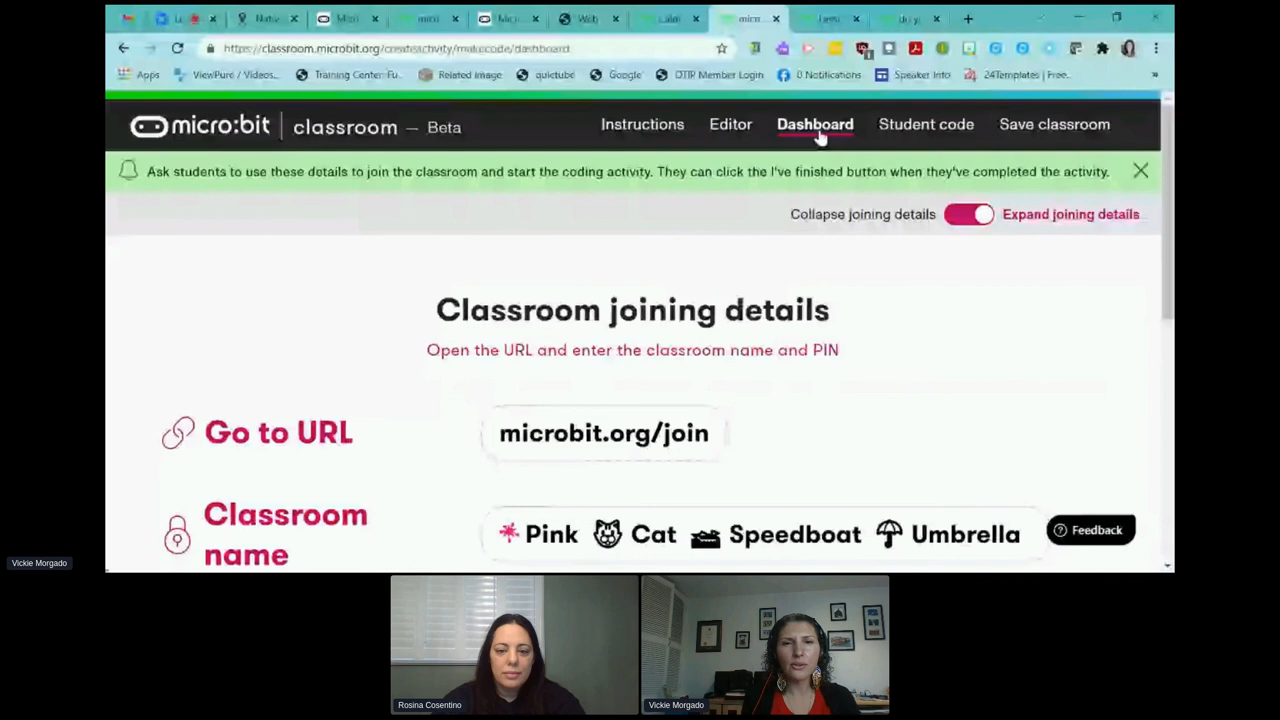 https://classroom.microbit.org/createactivity/makecode/dashboard
Apps ViewPure / Videos... Training Center: Fu... Related image quietube Google OTIP Member Login 0 Notifications Speaker Info 24Templates | Free...
micro:bit classroom — Beta Instructions Editor Dashboard Student code Save classroom
Ask students to use these details to join the classroom and start the coding activity. They can click the I've finished button when they've completed the activity.
Collapse joining details Expand joining details
Classroom joining details
Open the URL and enter the classroom name and PIN
Go to URL microbit.org/join
Classroom name Pink Cat Speedboat Umbrella
Feedback
Vickie Morgado
Rosina Cosentino
Vickie Morgado